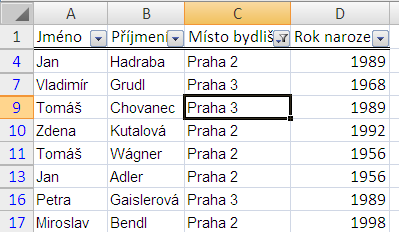 A B C D
1 Jméno Příjmení Místo bydliš Rok naroze
4 Jan Hadraba Praha 2 1989
7 Vladimír Grudl Praha 3 1968
9 Tomáš Chovanec Praha 3 1989
10 Zdena Kutalová Praha 2 1992
11 Tomáš Wágner Praha 2 1956
13 Jan Adler Praha 2 1956
16 Petra Gaislerová Praha 3 1989
17 Miroslav Bendl Praha 2 1998